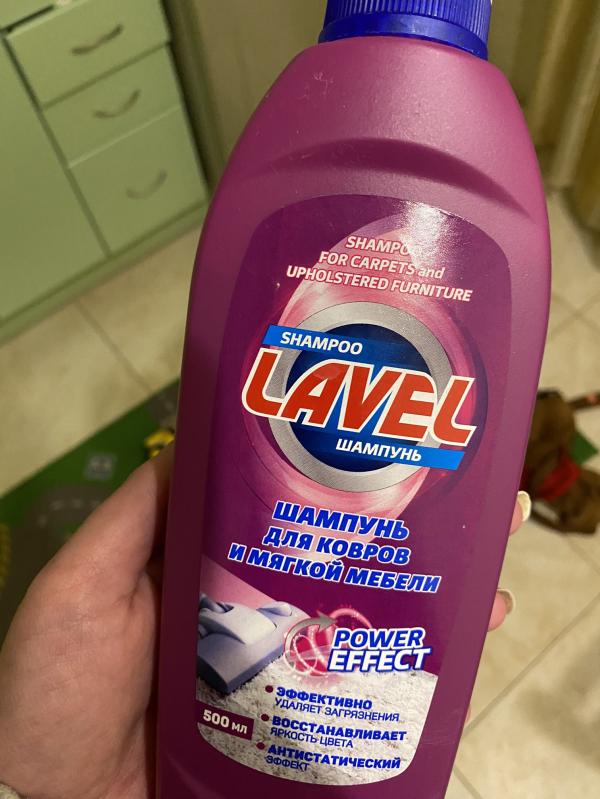 SHAMPOO
FOR CARPETS and
UPHOLSTERED FURNITURE
SHAMPOO
LAVEL
ШАМПУНЬ
ШАМПУНЬ
ДЛЯ КОВРОВ
И МЯГКОЙ МЕБЕЛИ
POWER
EFFECT
• ЭФФЕКТИВНО
УДАЛЯЕТ ЗАГРЯЗНЕНИЯ
• ВОССТАНАВЛИВАЕТ
ЯРКОСТЬ ЦВЕТА
• АНТИСТАТИЧЕСКИЙ
ЭФФЕКТ
500 МЛ